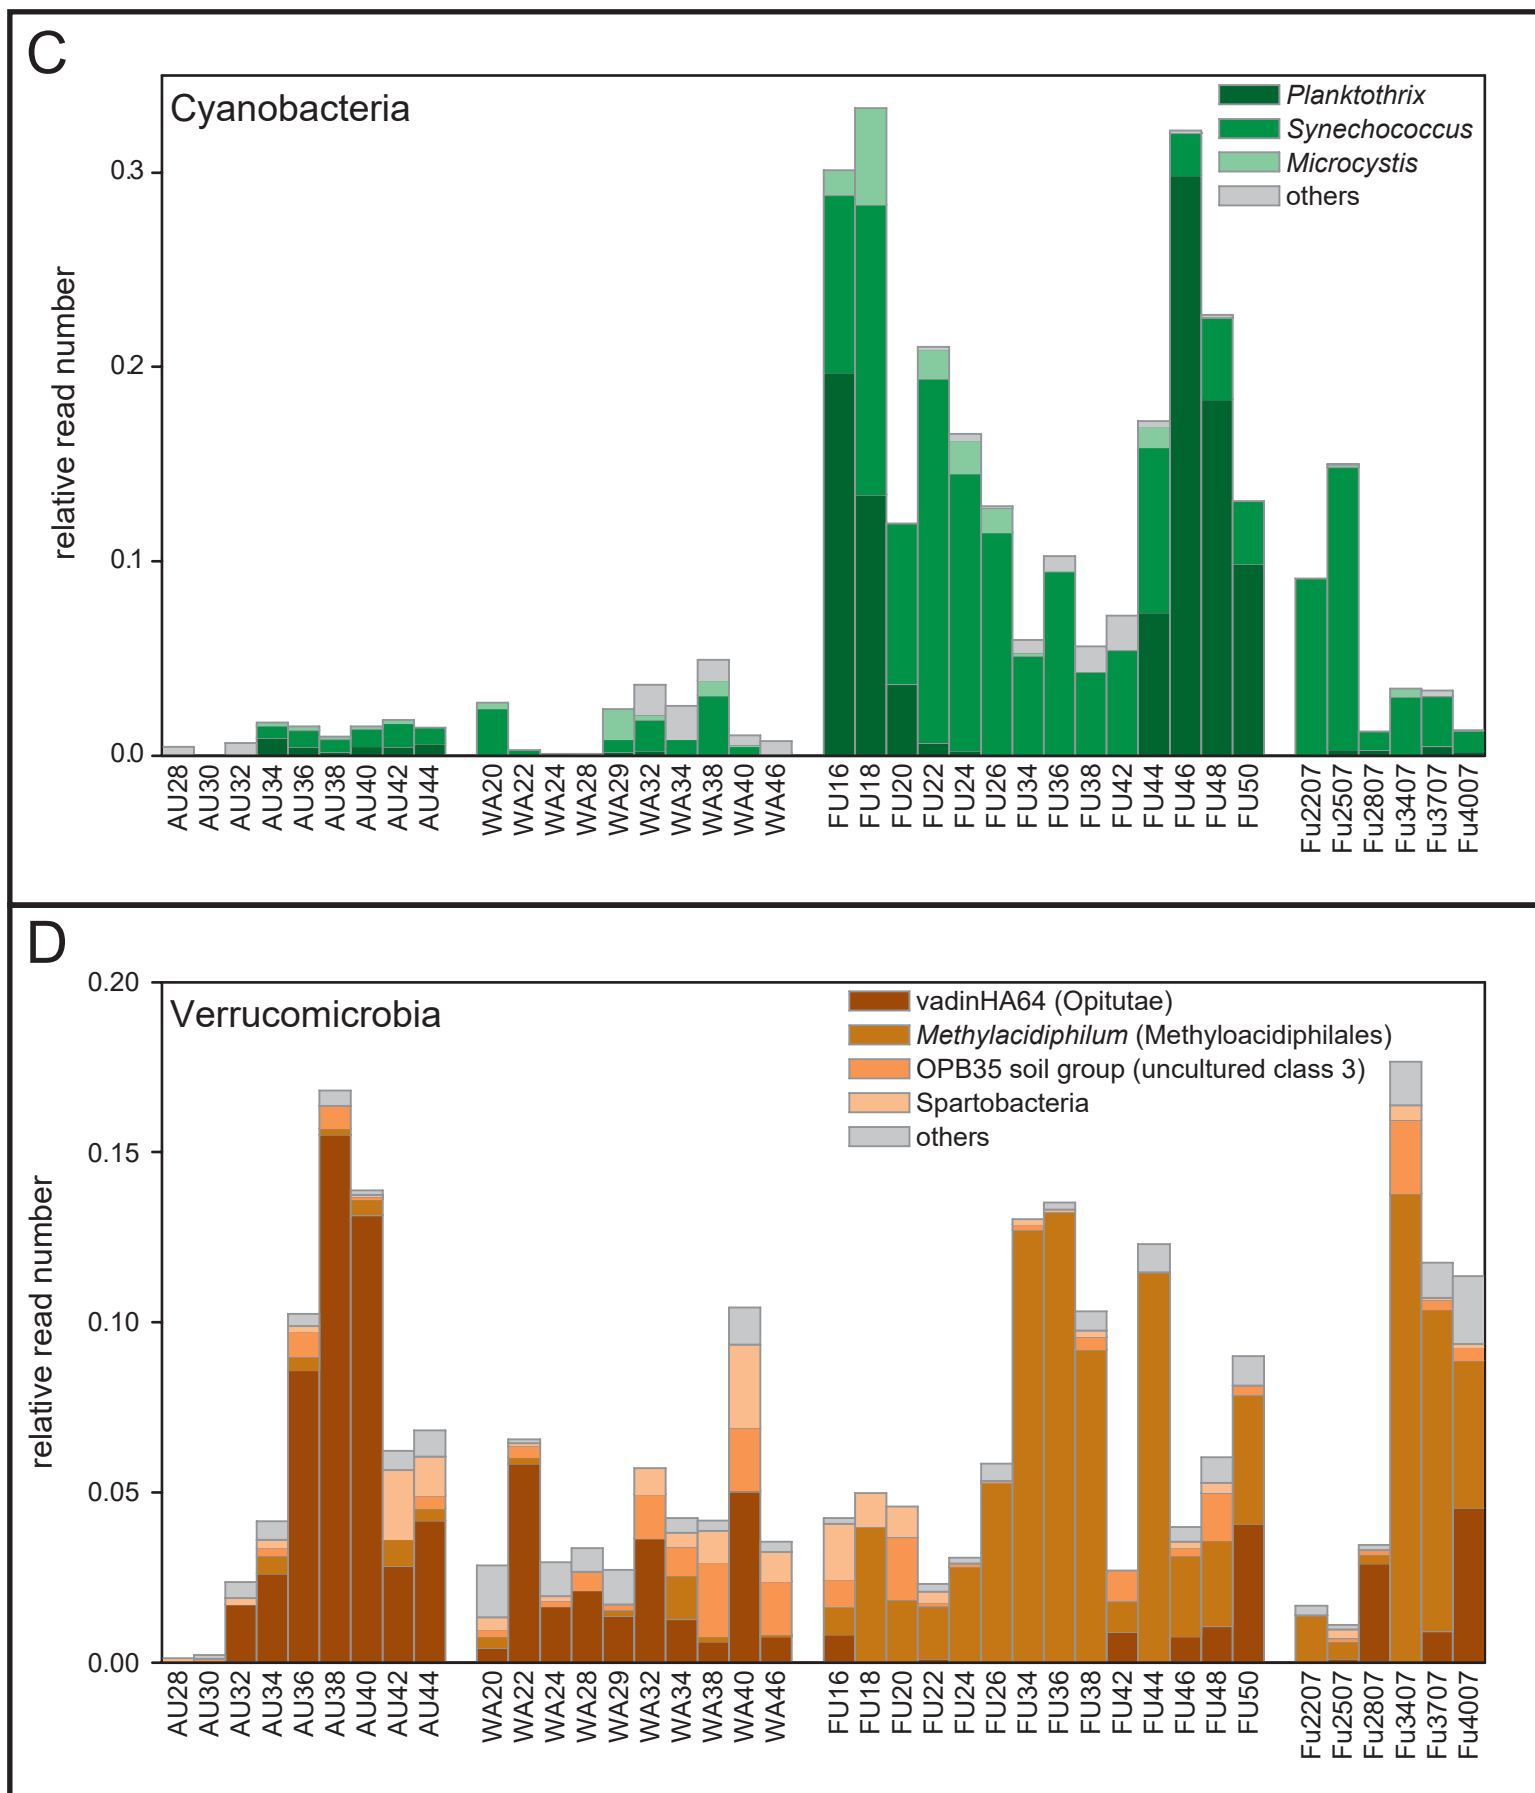 C
Cyanobacteria
Planktothrix
Synechococcus
Microcystis
others
relative read number
0.3
0.2
0.1
0.0
AU28
AU30
AU32
AU34
AU36
AU38
AU40
AU42
AU44
WA20
WA22
WA24
WA28
WA29
WA32
WA34
WA38
WA40
WA46
FU16
FU18
FU20
FU22
FU24
FU26
FU34
FU36
FU38
FU42
FU44
FU46
FU48
FU50
Fu2207
Fu2507
Fu2807
Fu3407
Fu3707
Fu4007
D
Verrucomicrobia
vadinHA64 (Opitutae)
Methylacidiphilum (Methyloacidiphilales)
OPB35 soil group (uncultured class 3)
Spartobacteria
others
relative read number
0.20
0.15
0.10
0.05
0.00
AU28
AU30
AU32
AU34
AU36
AU38
AU40
AU42
AU44
WA20
WA22
WA24
WA28
WA29
WA32
WA34
WA38
WA40
WA46
FU16
FU18
FU20
FU22
FU24
FU26
FU34
FU36
FU38
FU42
FU44
FU46
FU48
FU50
Fu2207
Fu2507
Fu2807
Fu3407
Fu3707
Fu4007